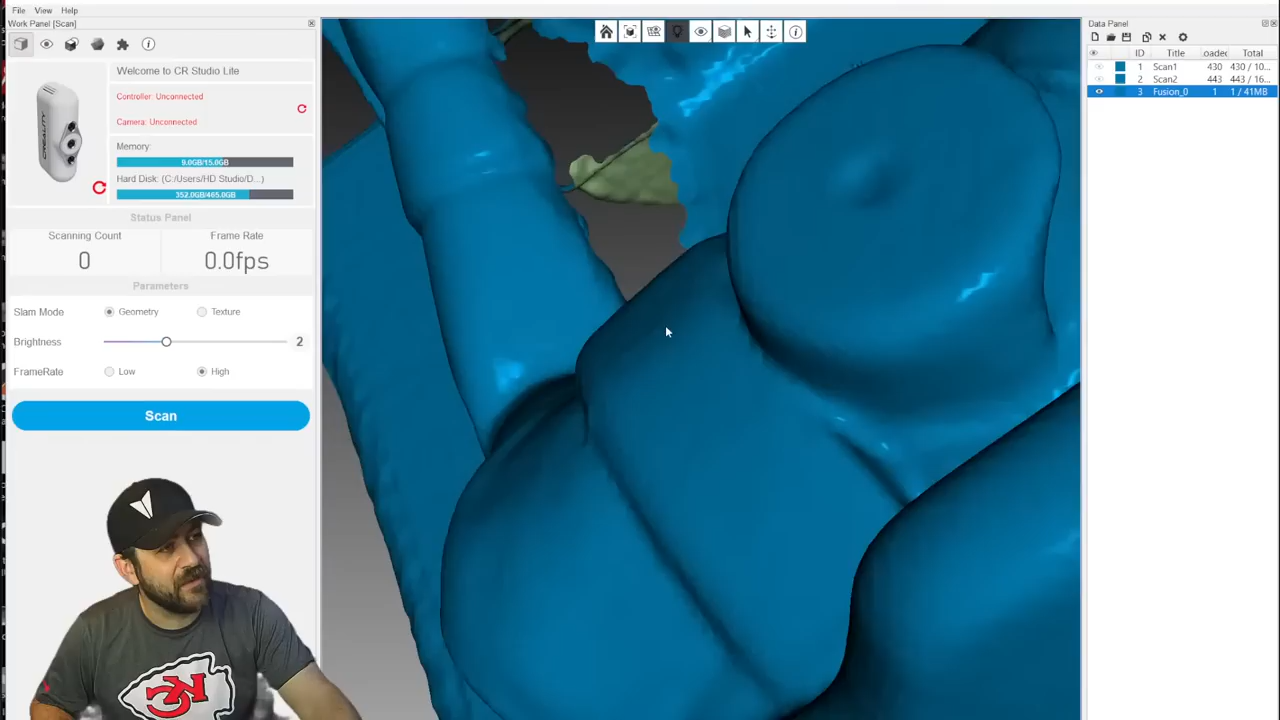 File View Help
Work Panel [Scan]
Welcome to CR Studio Lite
Controller: Unconnected
Camera: Unconnected
CREALITY
Memory:
9.0GB/15.0GB
Hard Disk: (C:/Users/HD Studio/D...)
352.0GB/465.0GB
Status Panel
Scanning Count Frame Rate
0 0.0fps
Parameters
Slam Mode Geometry Texture
Brightness 2
FrameRate Low High
Scan
KC
Data Panel
ID Title Total
1 Scan1 430 430 / 10...
2 Scan2 443 443 / 16...
3 Fusion_0 1 1 / 41MB